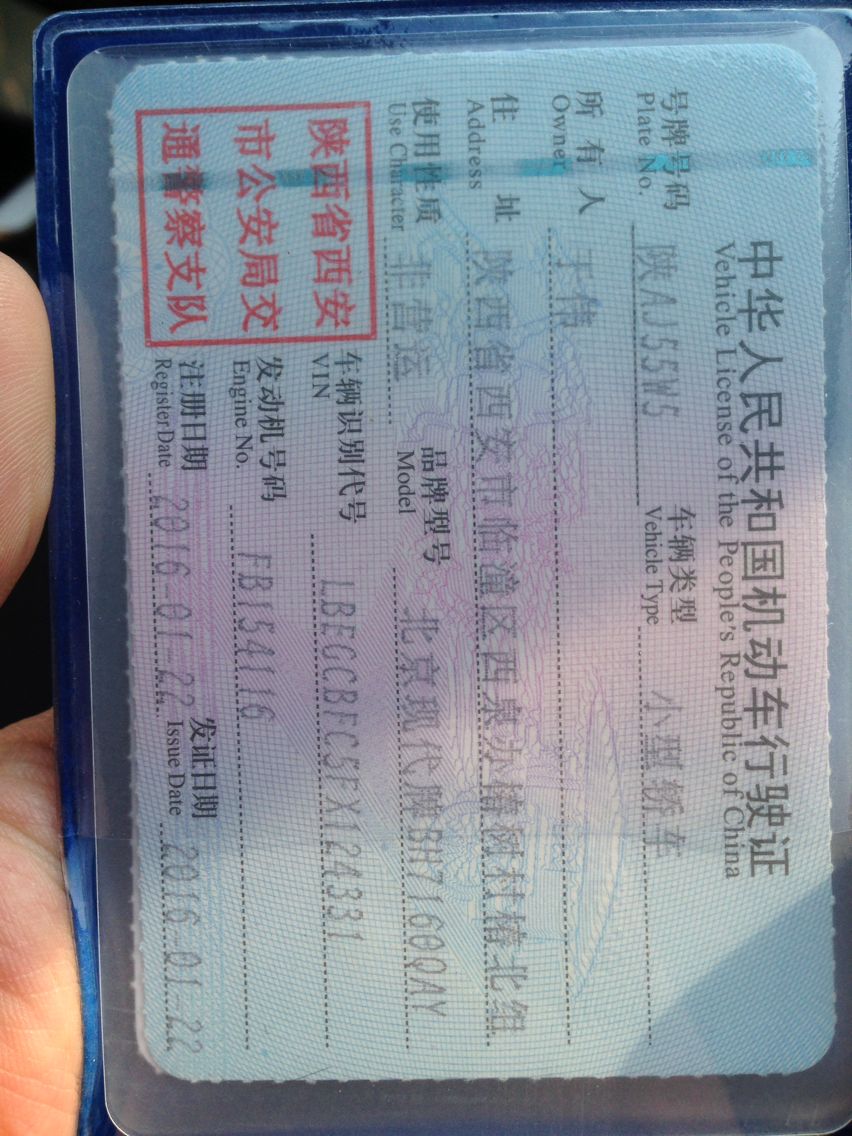 中华人民共和国机动车行驶证
Vehicle License of the People's Republic of China
号牌号码 陕AJ55W5 车辆类型 小型轿车
Plate No. Vehicle Type
所有人 于伟
Owner
住址 陕西省西安市临潼区西泉办椿树村椿北组
Address
使用性质 非营运 品牌型号 北京现代牌BH7160QAY
Use Character Model
陕西省西安
市公安局交
通警察支队
车辆识别代号 LBEGCBFC5FX124331
VIN
发动机号码 FB154116
Engine No.
注册日期 2016-01-22 发证日期 2016-01-22
Register Date Issue Date